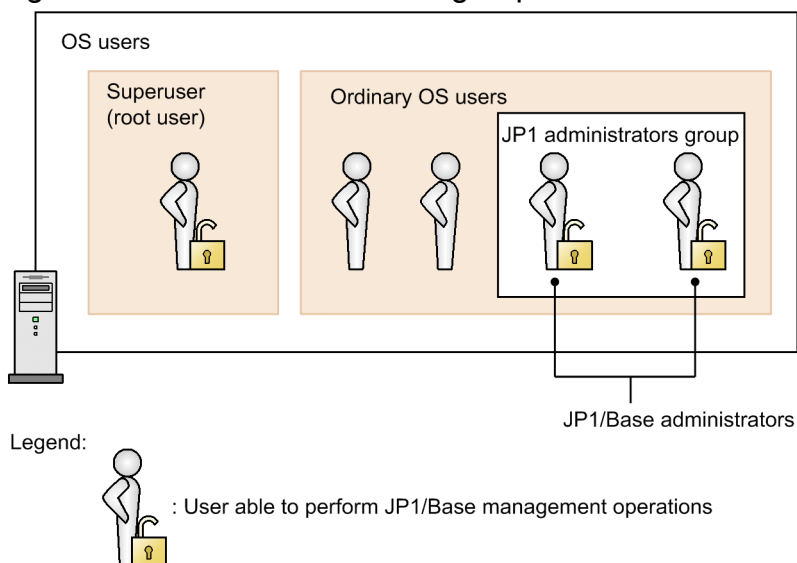 OS users
Superuser
(root user)
Ordinary OS users
JP1 administrators group
JP1/Base administrators
Legend:
: User able to perform JP1/Base management operations